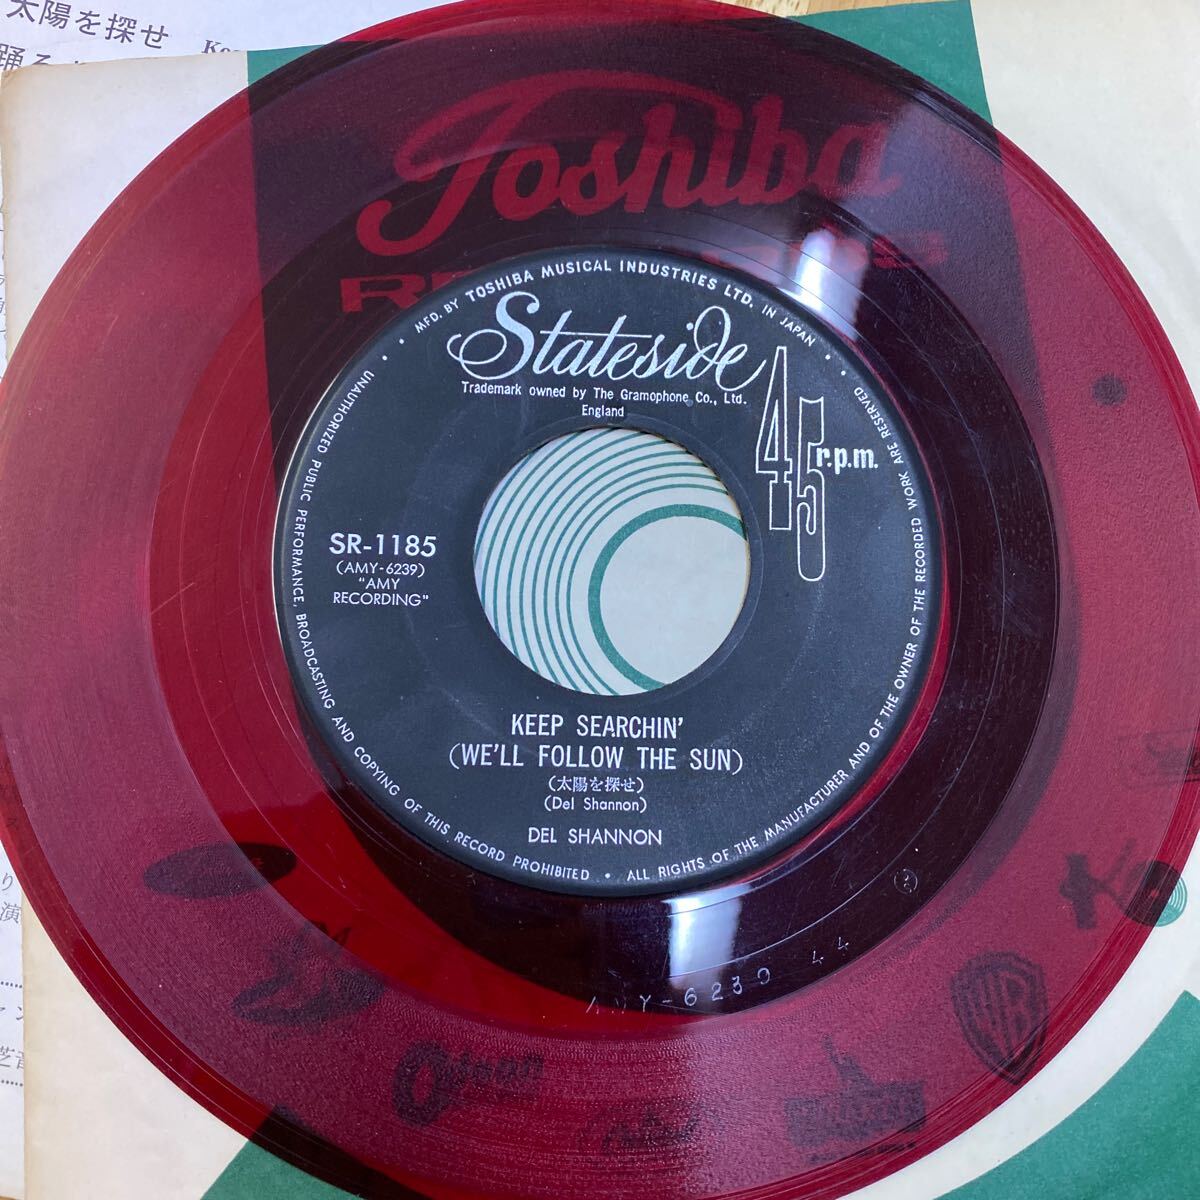 太陽を探せ
Toshiba
MFD. BY TOSHIBA MUSICAL INDUSTRIES LTD. IN JAPAN
Stateside
Trademark owned by The Gramophone Co., Ltd.
England
45 r.p.m.
SR-1185
(AMY-6239)
"AMY
RECORDING"
KEEP SEARCHIN'
(WE'LL FOLLOW THE SUN)
(太陽を探せ)
(Del Shannon)
DEL SHANNON
UNAUTHORIZED PUBLIC PERFORMANCE, BROADCASTING AND COPYING OF THIS RECORD PROHIBITED • ALL RIGHTS OF THE MANUFACTURER AND OF THE OWNER OF THE RECORDED WORK ARE RESERVED
Odeon
WB